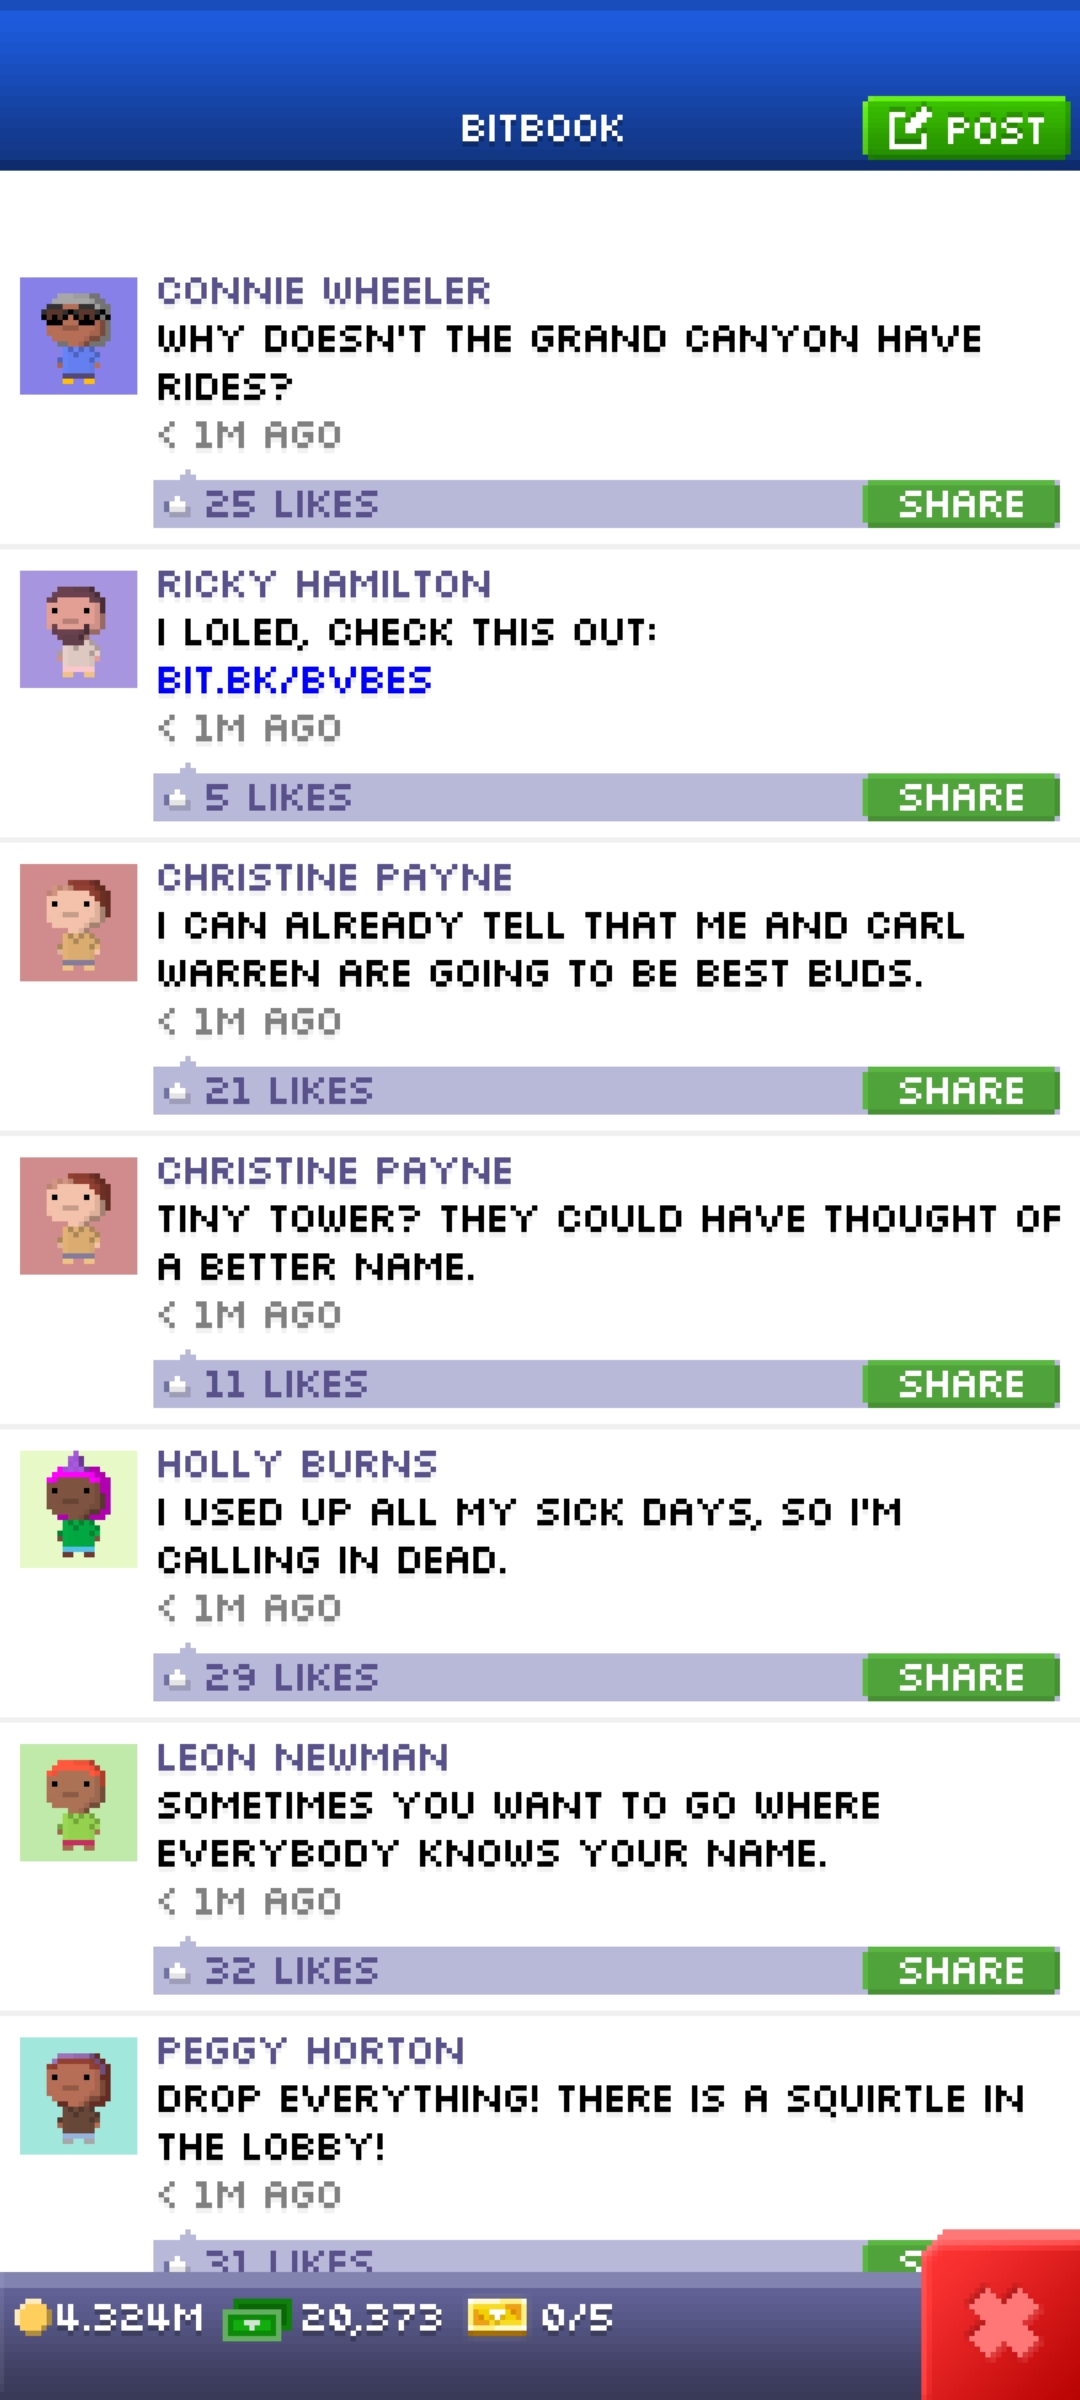 BITBOOK
POST
CONNIE WHEELER
WHY DOESN'T THE GRAND CANYON HAVE
RIDES?
< 1M AGO
25 LIKES
SHARE
RICKY HAMILTON
I LOLED, CHECK THIS OUT:
BIT.BK/BVBES
< 1M AGO
5 LIKES
SHARE
CHRISTINE PAYNE
I CAN ALREADY TELL THAT ME AND CARL
WARREN ARE GOING TO BE BEST BUDS.
< 1M AGO
21 LIKES
SHARE
CHRISTINE PAYNE
TINY TOWER? THEY COULD HAVE THOUGHT OF
A BETTER NAME.
< 1M AGO
11 LIKES
SHARE
HOLLY BURNS
I USED UP ALL MY SICK DAYS, SO I'M
CALLING IN DEAD.
< 1M AGO
29 LIKES
SHARE
LEON NEWMAN
SOMETIMES YOU WANT TO GO WHERE
EVERYBODY KNOWS YOUR NAME.
< 1M AGO
32 LIKES
SHARE
PEGGY HORTON
DROP EVERYTHING! THERE IS A SQUIRTLE IN
THE LOBBY!
< 1M AGO
31 LIKES
4.324M 20,373 0/5